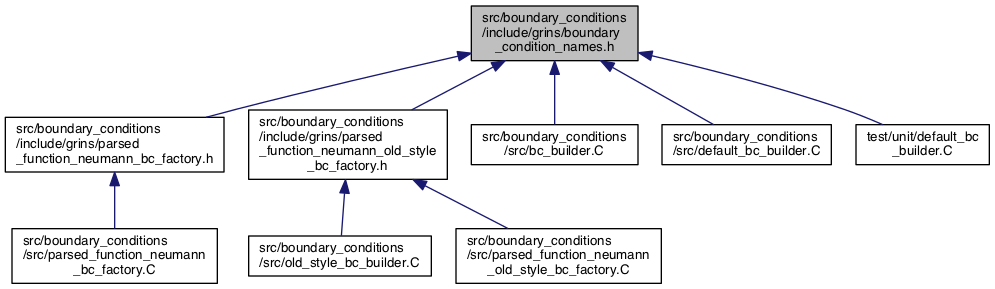 src/boundary_conditions
/include/grins/boundary
_condition_names.h
src/boundary_conditions
/include/grins/parsed
_function_neumann_bc_factory.h
src/boundary_conditions
/include/grins/parsed
_function_neumann_old_style
_bc_factory.h
src/boundary_conditions
/src/bc_builder.C
src/boundary_conditions
/src/default_bc_builder.C
test/unit/default_bc
_builder.C
src/boundary_conditions
/src/parsed_function_neumann
_bc_factory.C
src/boundary_conditions
/src/old_style_bc_builder.C
src/boundary_conditions
/src/parsed_function_neumann
_old_style_bc_factory.C